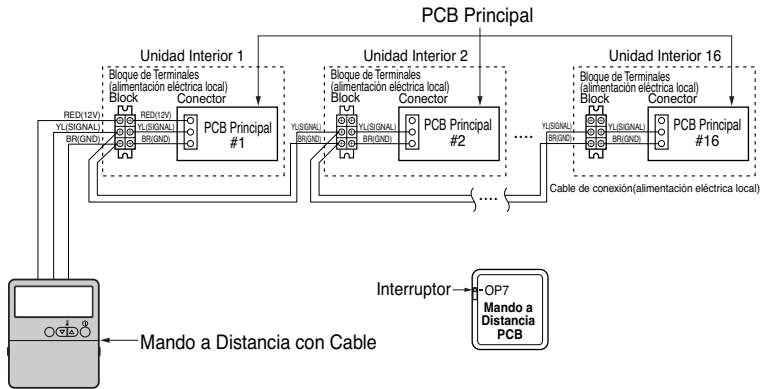 PCB Principal
Unidad Interior 1
Unidad Interior 2
Unidad Interior 16
Bloque de Terminales
(alimentación eléctrica local)
Block
Conector
Bloque de Terminales
(alimentación eléctrica local)
Block
Conector
Bloque de Terminales
(alimentación eléctrica local)
Block
Conector
RED(12V)
YL(SIGNAL)
BR(GND)
RED(12V)
YL(SIGNAL)
BR(GND)
PCB Principal
#1
YL(SIGNAL)
BR(GND)
YL(SIGNAL)
BR(GND)
PCB Principal
#2
YL(SIGNAL)
BR(GND)
YL(SIGNAL)
BR(GND)
PCB Principal
#16
Cable de conexión(alimentación eléctrica local)
Interruptor
OP7
Mando a
Distancia
PCB
Mando a Distancia con Cable